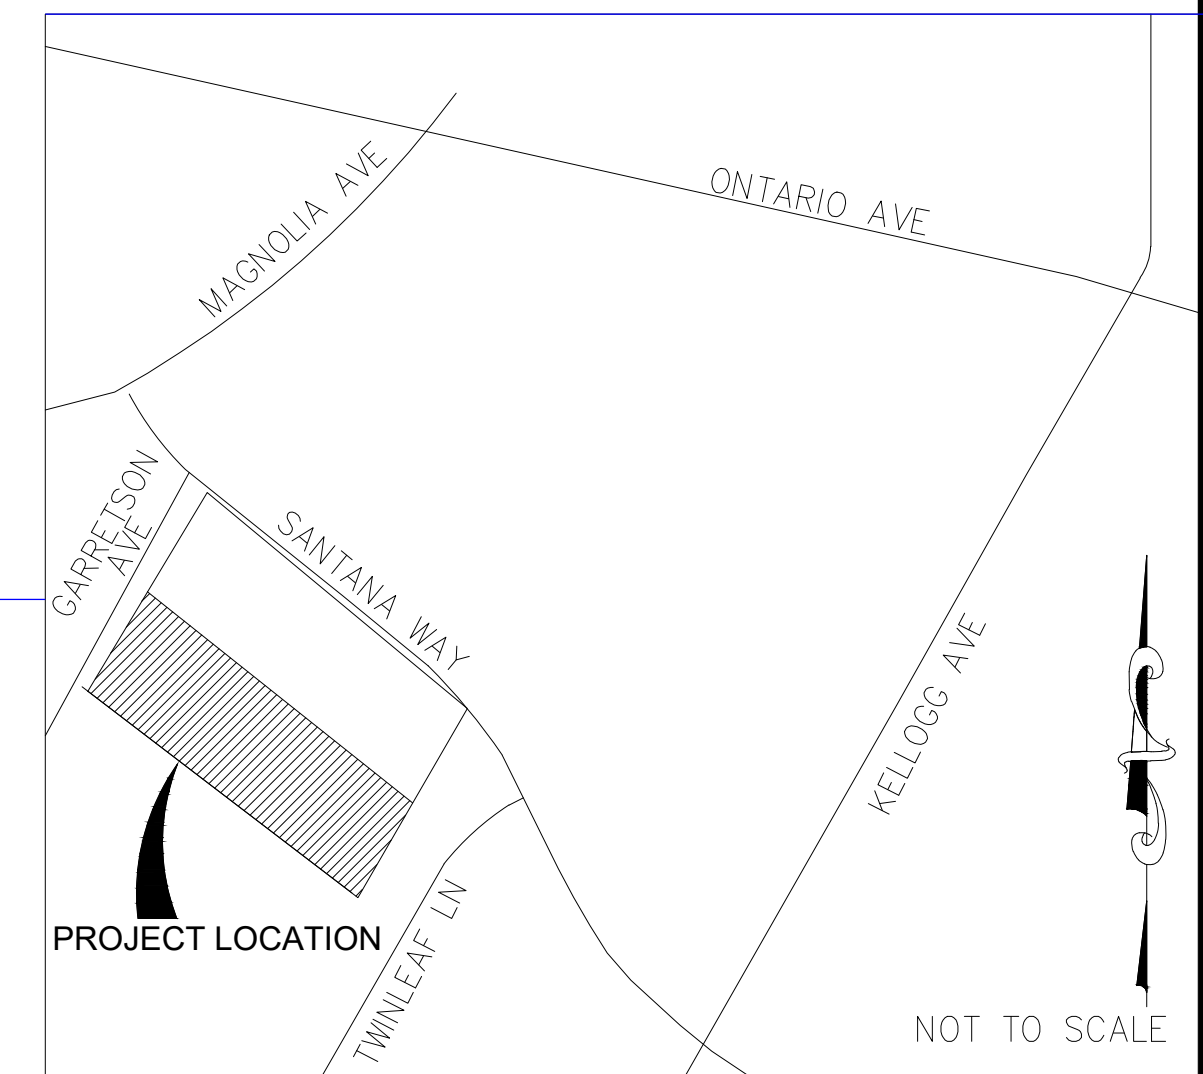 MAGNOLIA AVE
ONTARIO AVE
GARRETSON
AVE
SANTANA WAY
KELLOGG AVE
TWINLEAF LN
PROJECT LOCATION
NOT TO SCALE